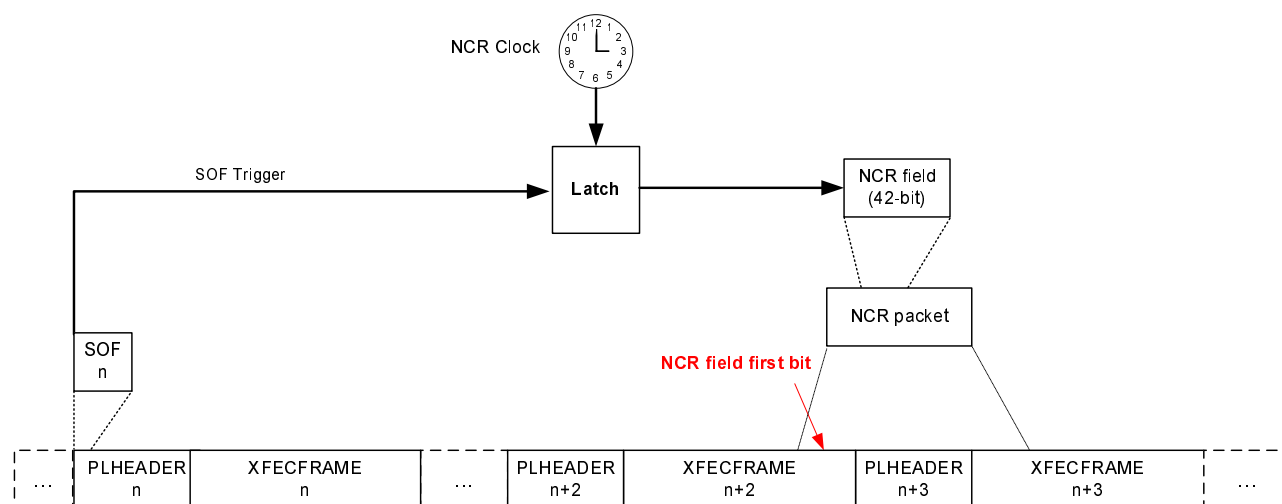 NCR Clock
12
11 1
10 2
9 3
8 4
7 5
6
SOF Trigger
Latch
NCR field
(42-bit)
NCR packet
SOF
n
NCR field first bit
...
PLHEADER
n
XFECFRAME
n
...
PLHEADER
n+2
XFECFRAME
n+2
PLHEADER
n+3
XFECFRAME
n+3
...